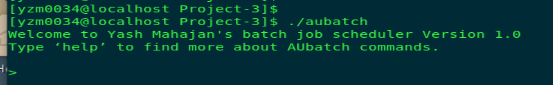 [yzm0034@localhost Project-3]$
[yzm0034@localhost Project-3]$ ./aubatch
Welcome to Yash Mahajan's batch job scheduler Version 1.0
Type ‘help’ to find more about AUbatch commands.
>